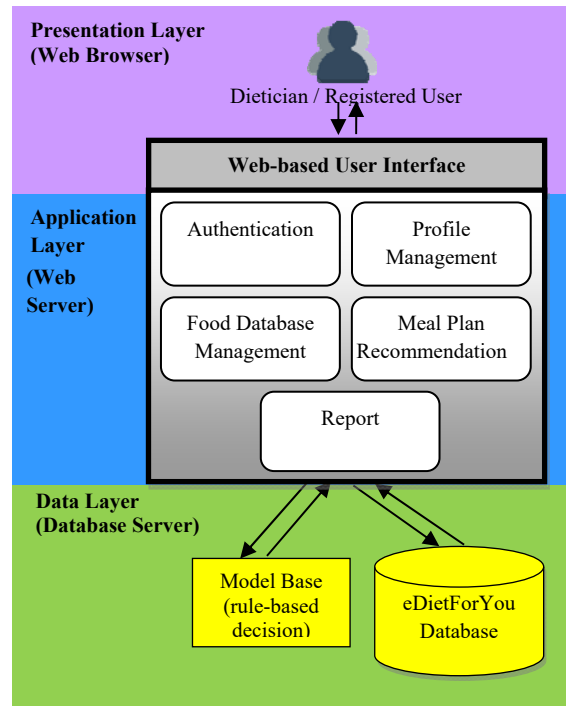 Presentation Layer
(Web Browser)
Dietician / Registered User
Web-based User Interface
Application
Layer
(Web
Server)
Authentication
Profile
Management
Food Database
Management
Meal Plan
Recommendation
Report
Data Layer
(Database Server)
Model Base
(rule-based
decision)
eDietForYou
Database